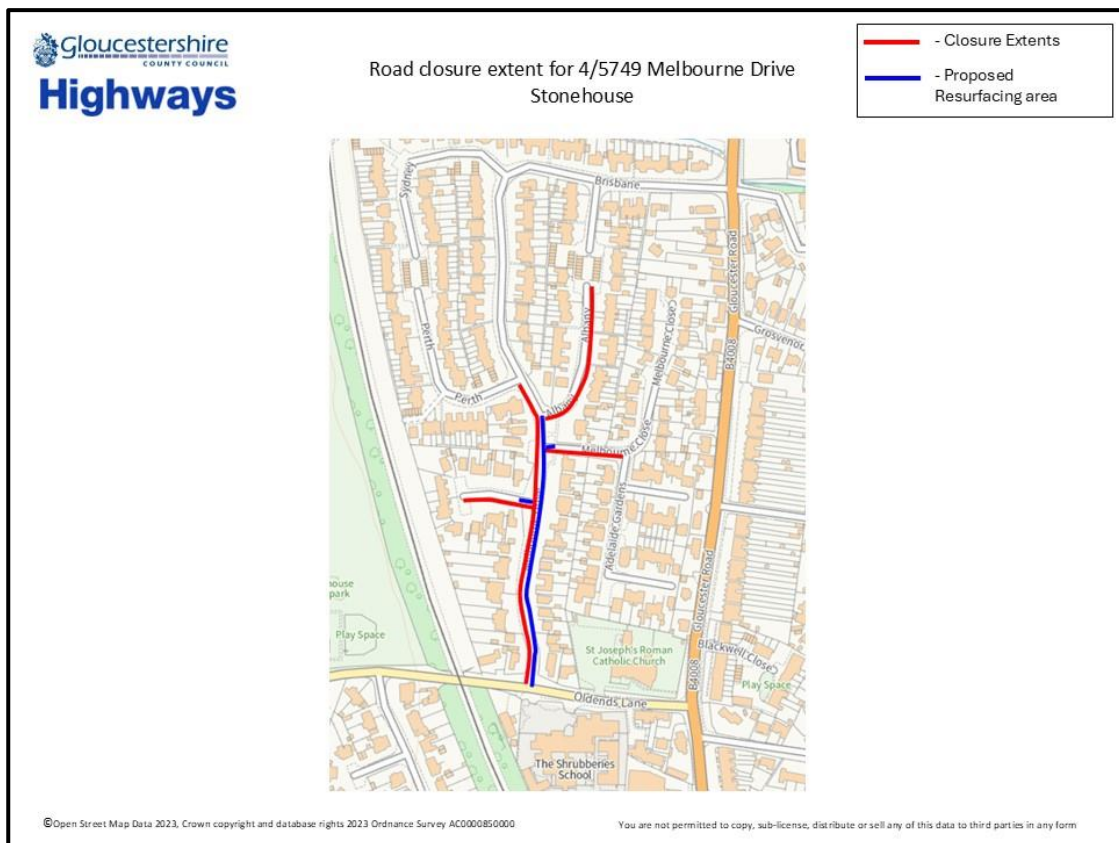 Gloucestershire
COUNTY COUNCIL
Highways
Road closure extent for 4/5749 Melbourne Drive
Stonehouse
- Closure Extents
- Proposed
Resurfacing area
Sydney
Brisbane
Gloucester Road
B4008
Grosvenor
Albany
Melbourne Close
Perth
Perth
Albany
Melbourne Close
Adelaide Gardens
Gloucester Road
house
park
Play Space
St Joseph's Roman
Catholic Church
Blackwell Close
B4008
Play Space
Oldends Lane
The Shrubberies
School
©Open Street Map Data 2023, Crown copyright and database rights 2023 Ordnance Survey AC0000850000
You are not permitted to copy, sub-license, distribute or sell any of this data to third parties in any form